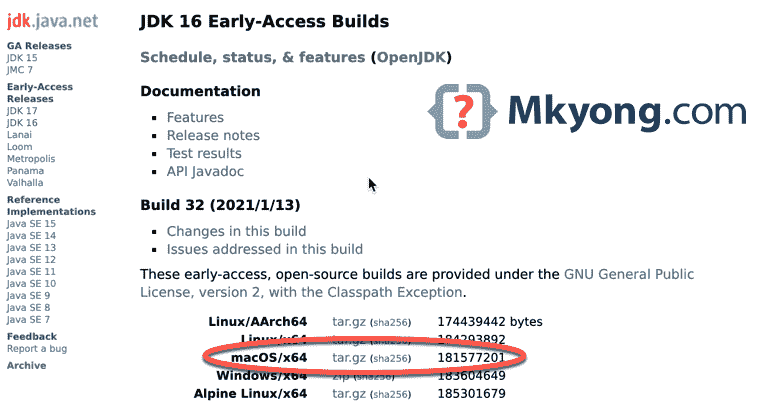 jdk.java.net
GA Releases
JDK 15
JMC 7
Early-Access
Releases
JDK 17
JDK 16
Lanai
Loom
Metropolis
Panama
Valhalla
Reference
Implementations
Java SE 15
Java SE 14
Java SE 13
Java SE 12
Java SE 11
Java SE 10
Java SE 9
Java SE 8
Java SE 7
Feedback
Report a bug
Archive
JDK 16 Early-Access Builds
Schedule, status, & features (OpenJDK)
Documentation
Features
Release notes
Test results
API Javadoc
{?} Mkyong.com
Build 32 (2021/1/13)
Changes in this build
Issues addressed in this build
These early-access, open-source builds are provided under the GNU General Public
License, version 2, with the Classpath Exception.
Linux/AArch64 tar.gz (sha256) 174439442 bytes
Linux/x64 tar.gz (sha256) 184293892
macOS/x64 tar.gz (sha256) 181577201
Windows/x64 zip (sha256) 183604649
Alpine Linux/x64 tar.gz (sha256) 185301679